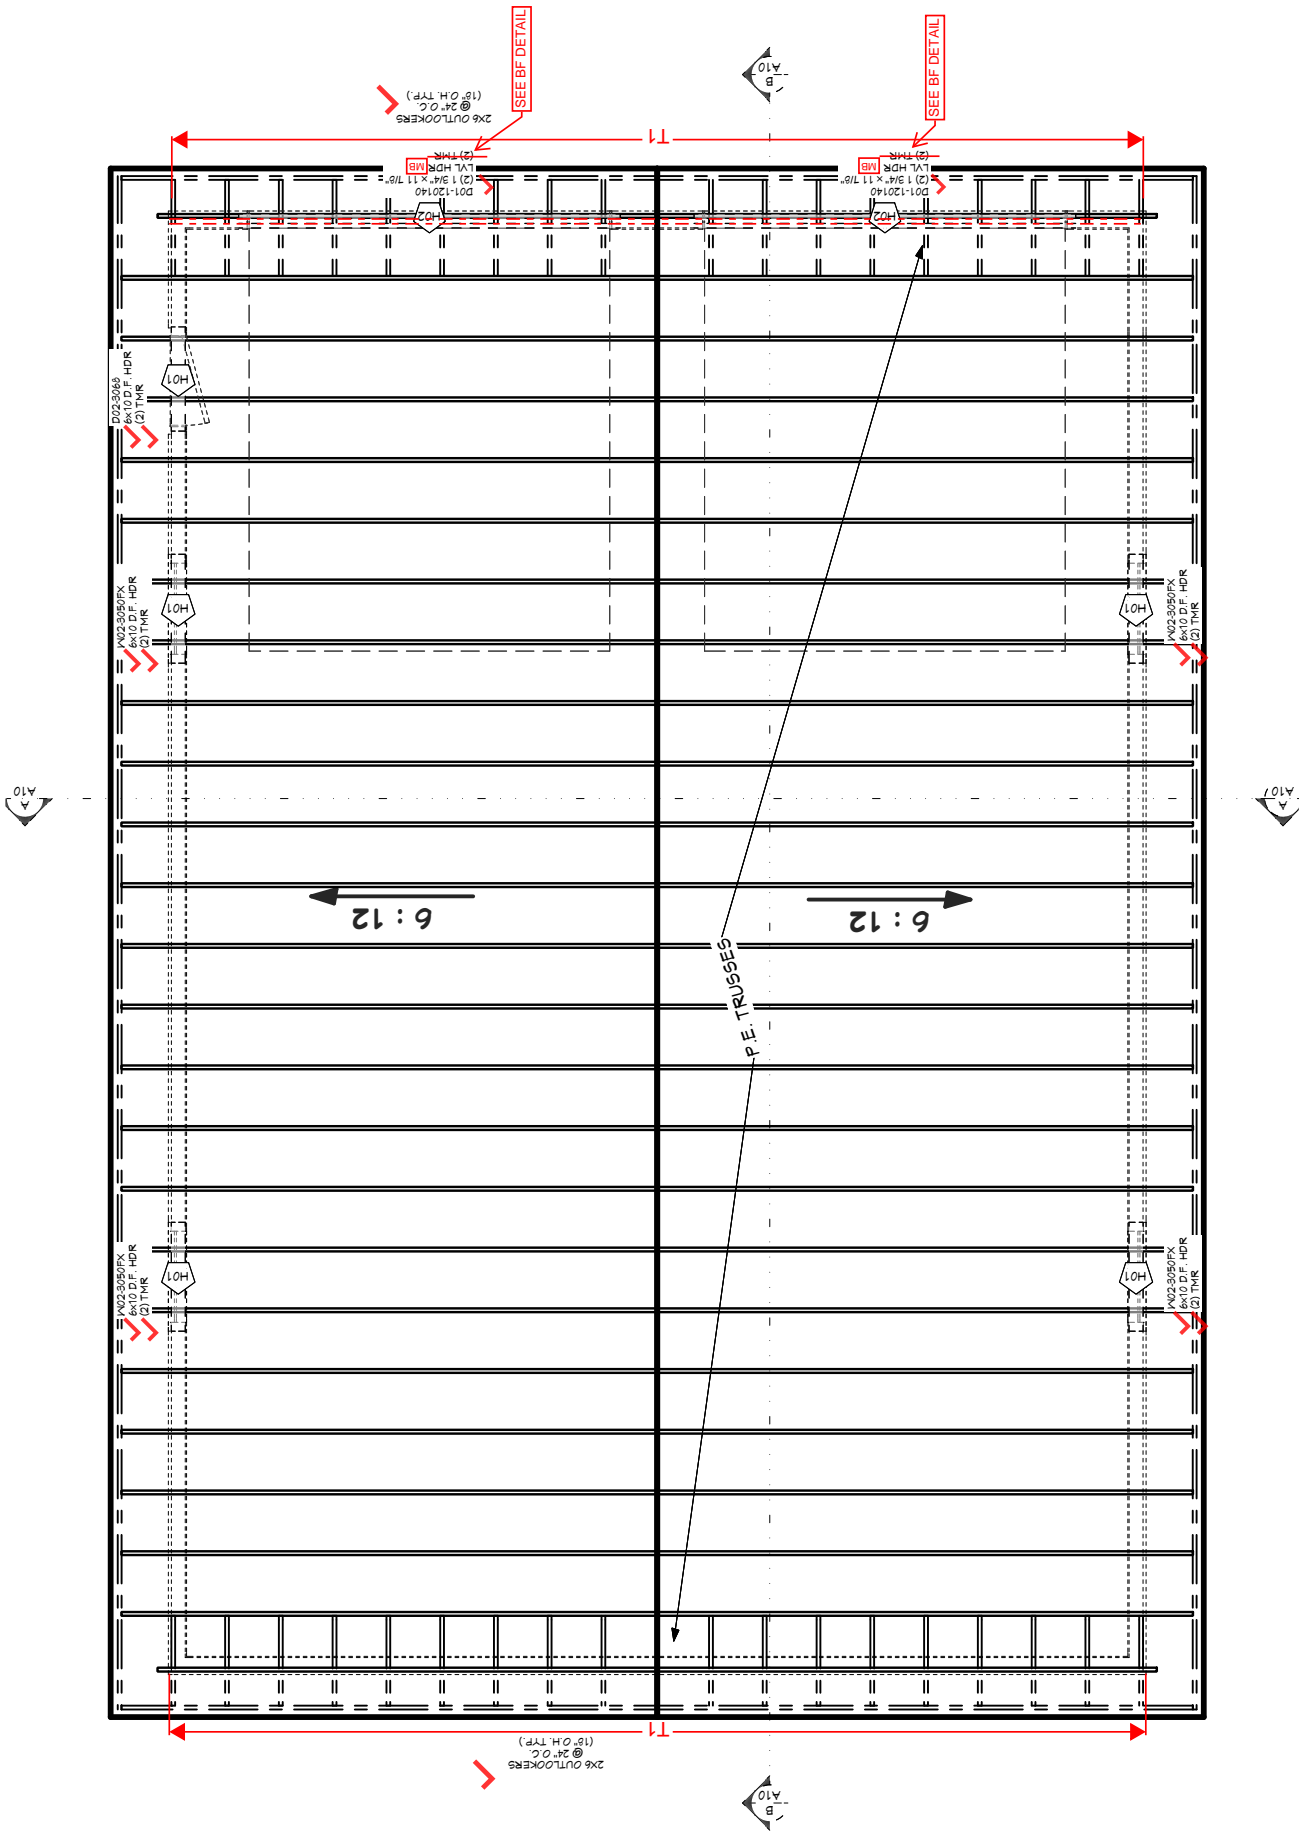 SEE BF DETAIL
SEE BF DETAIL
B
A10
2X6 OUTLOOKERS
@ 24" O.C.
(18" O.H. TYP.)
T1
D01-120140
(2) 1 3/4" x 11 7/8"
LVL HDR
(2) TMR
MB
D01-120140
(2) 1 3/4" x 11 7/8"
LVL HDR
(2) TMR
MB
H02
H02
D02-3068
6x10 D.F. HDR
(2) TMR
H01
W02-3050FX
6x10 D.F. HDR
(2) TMR
H01
H01
W02-3050FX
6x10 D.F. HDR
(2) TMR
A
A10
A
A10
6 : 12
6 : 12
P.E. TRUSSES
W02-3050FX
6x10 D.F. HDR
(2) TMR
H01
H01
W02-3050FX
6x10 D.F. HDR
(2) TMR
T1
2X6 OUTLOOKERS
@ 24" O.C.
(18" O.H. TYP.)
B
A10